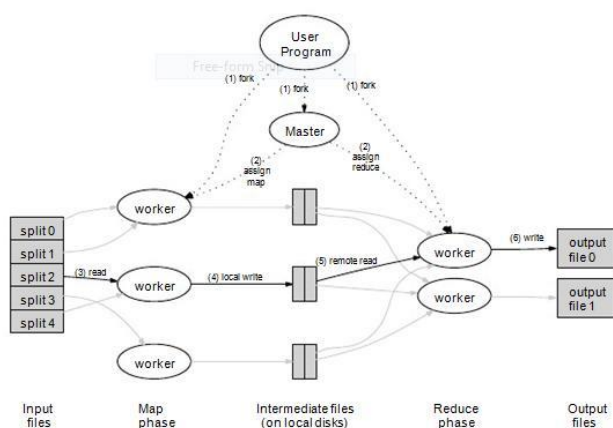 User
Program
Free-form Snip
(1) fork
(1) fork
(1) fork
Master
(2)
assign
map
(2)
assign
reduce
worker
split 0
split 1
split 2
split 3
split 4
(3) read
worker
(4) local write
(5) remote read
worker
(6) write
output
file 0
worker
output
file 1
worker
Input
files
Map
phase
Intermediate files
(on local disks)
Reduce
phase
Output
files